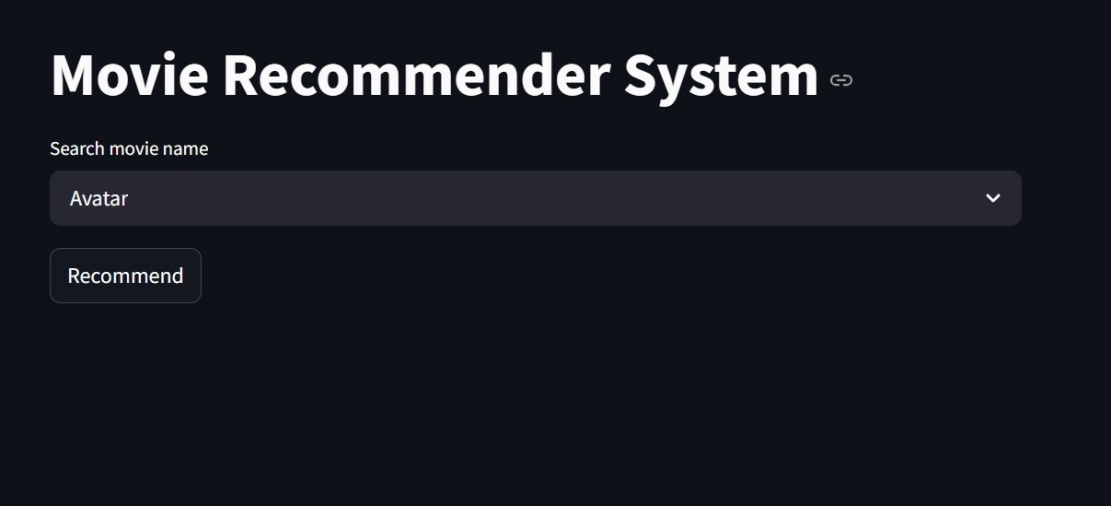 Movie Recommender System
Search movie name
Avatar
Recommend